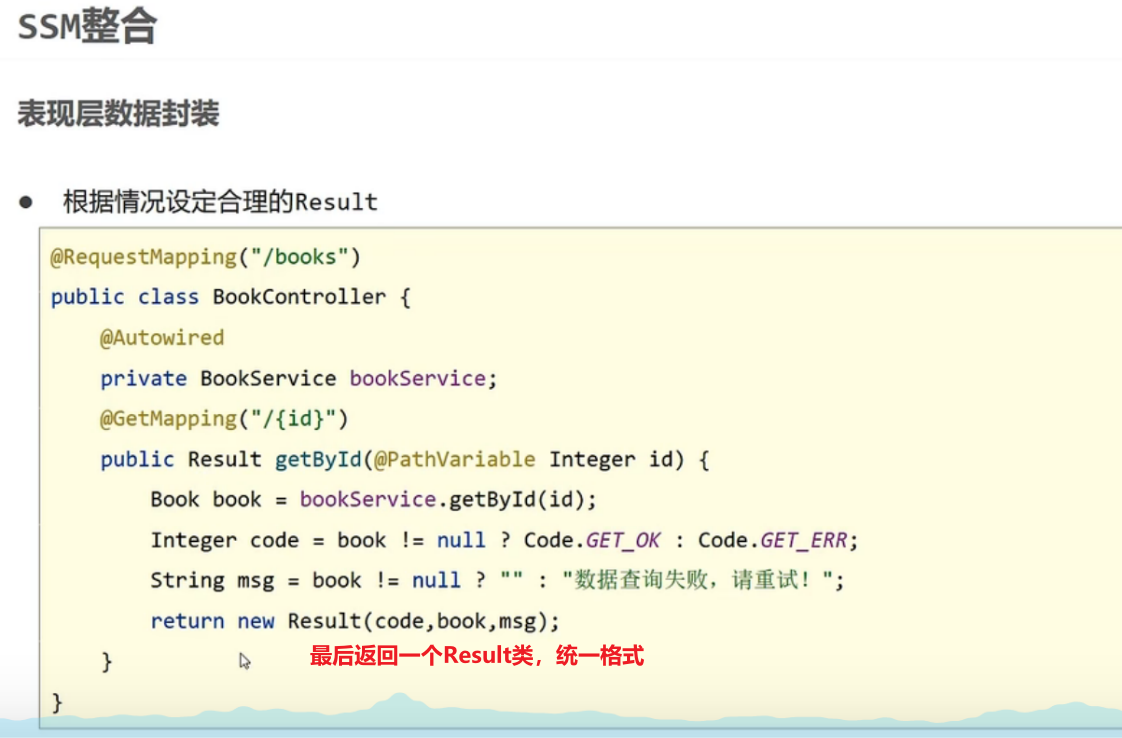 SSM整合
表现层数据封装
● 根据情况设定合理的Result
@RequestMapping("/books")
public class BookController {
@Autowired
private BookService bookService;
@GetMapping("/{id}")
public Result getById(@PathVariable Integer id) {
Book book = bookService.getById(id);
Integer code = book != null ? Code.GET_OK : Code.GET_ERR;
String msg = book != null ? "" : "数据查询失败，请重试！";
return new Result(code,book,msg);
最后返回一个Result类，统一格式
}
}